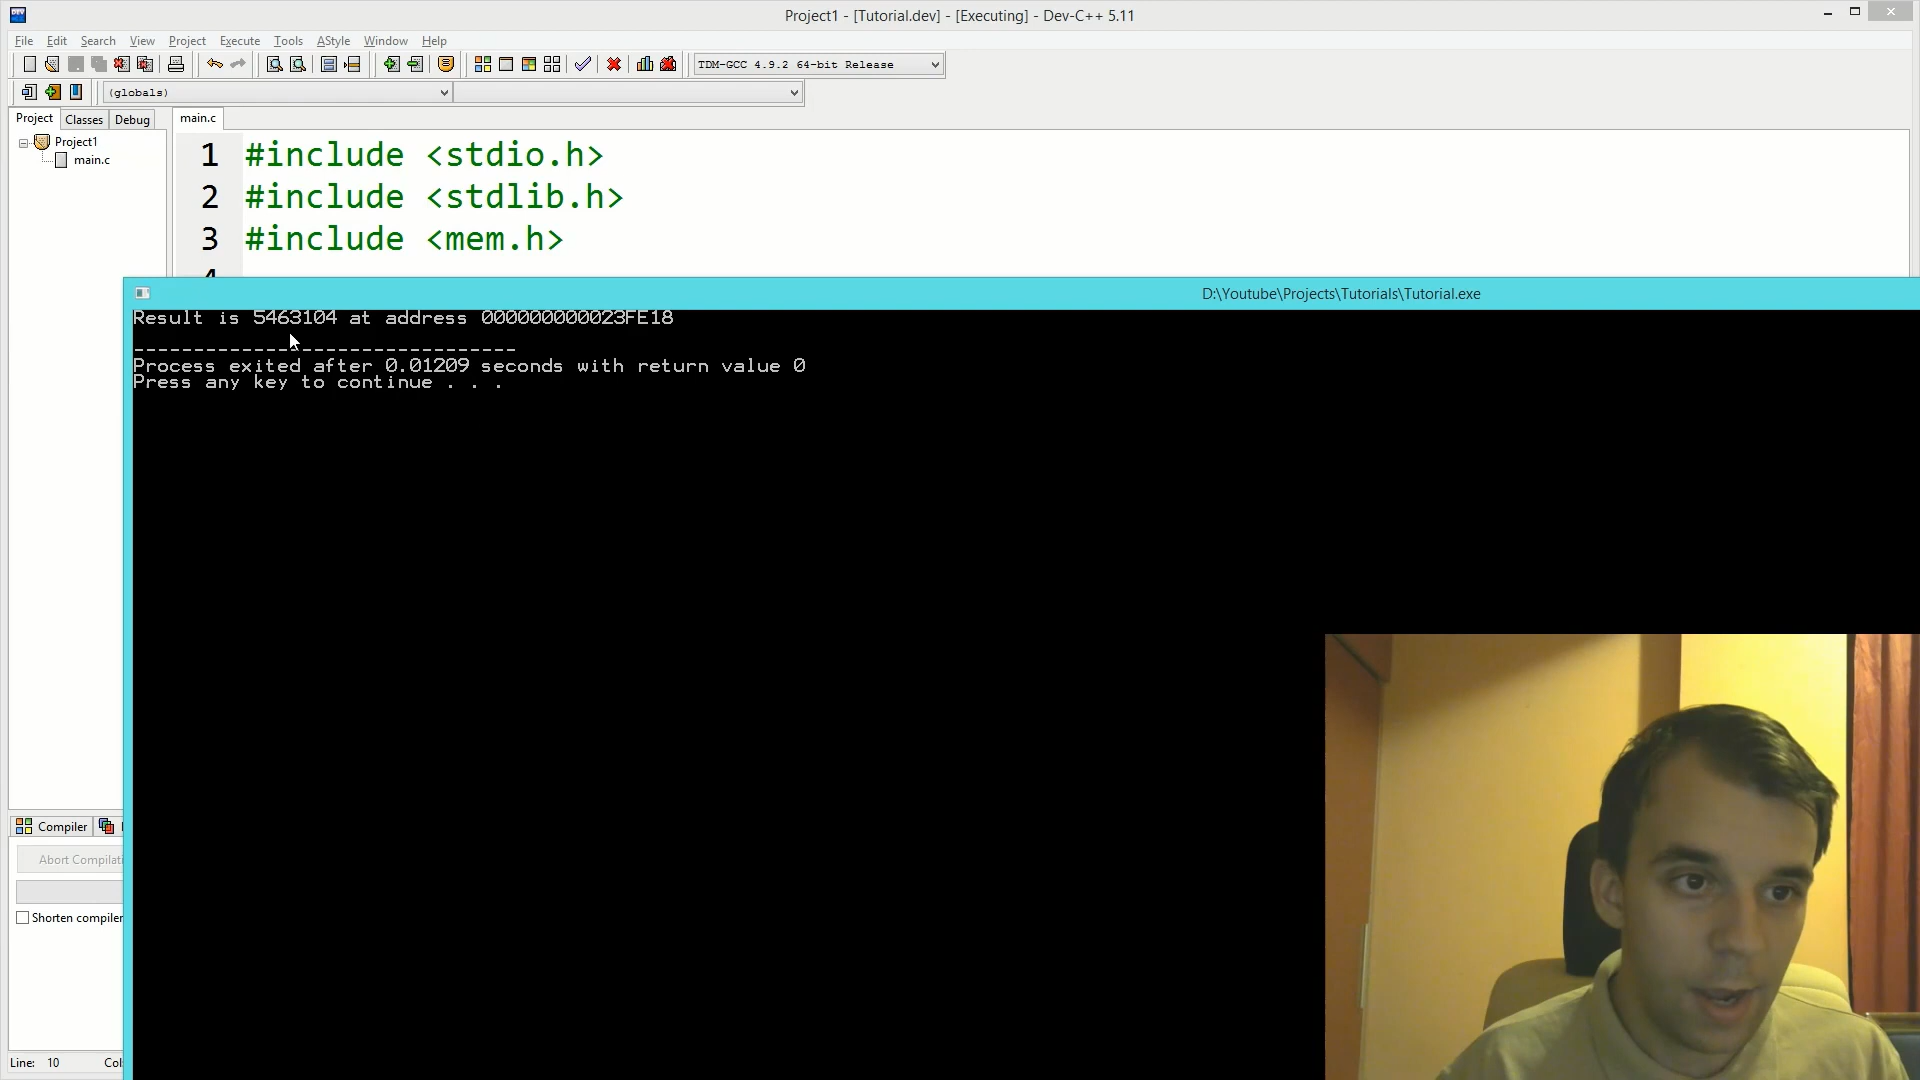 Project1 - [Tutorial.dev] - [Executing] - Dev-C++ 5.11
File Edit Search View Project Execute Tools AStyle Window Help
TDM-GCC 4.9.2 64-bit Release
(globals)
Project Classes Debug
main.c
Project1
main.c
1 #include <stdio.h>
2 #include <stdlib.h>
3 #include <mem.h>
4
D:\Youtube\Projects\Tutorials\Tutorial.exe
Result is 5463104 at address 000000000023FE18
--------------------------------
Process exited after 0.01209 seconds with return value 0
Press any key to continue . . .
Compiler
Abort Compilati
Shorten compiler
Line: 10 Col: